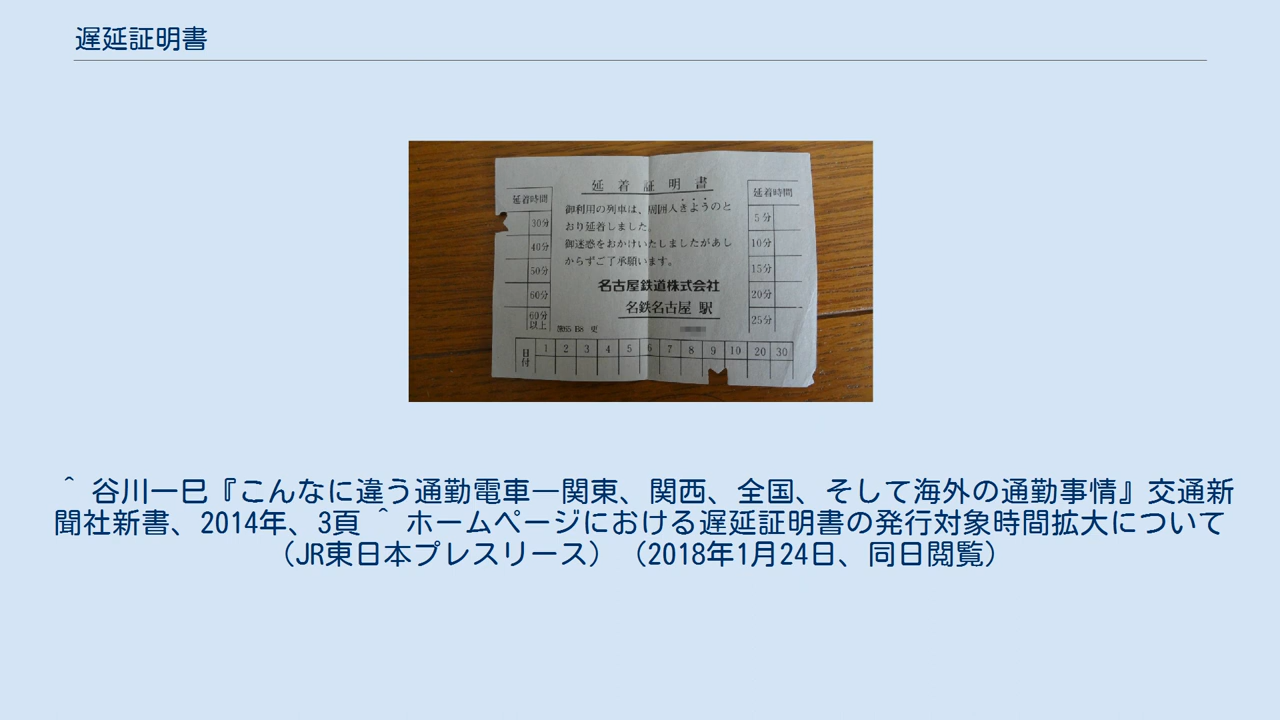 遅延証明書
延着証明書
延着時間
30分
40分
50分
60分
60分以上
御利用の列車は、周囲入きようのと
おり延着しました。
御迷惑をおかけいたしましたがあし
からずご了承願います。
名古屋鉄道株式会社
名鉄名古屋 駅
延着時間
5分
10分
15分
20分
25分
日付 1 2 3 4 5 6 7 8 9 10 20 30
^ 谷川一巳『こんなに違う通勤電車―関東、関西、全国、そして海外の通勤事情』交通新
聞社新書、2014年、3頁 ^ ホームページにおける遅延証明書の発行対象時間拡大について
（JR東日本プレスリース）（2018年1月24日、同日閲覧）